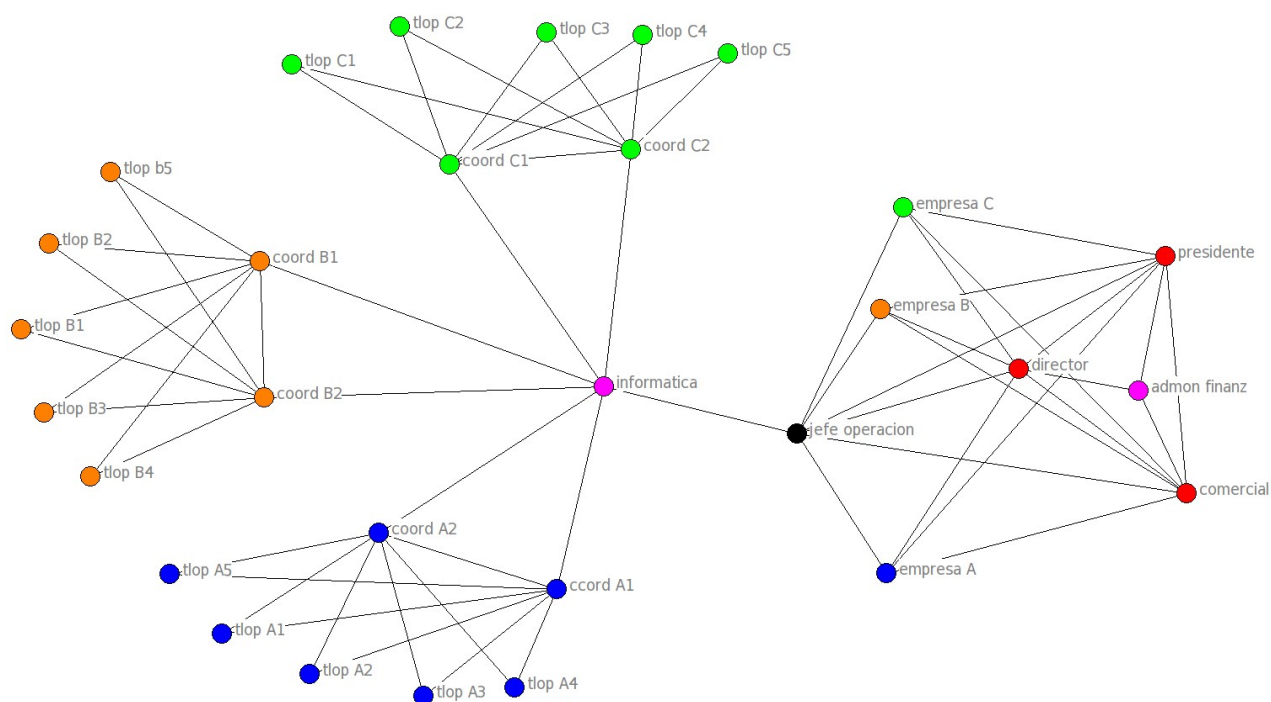 tlop C2
tlop C3
tlop C4
tlop C5
tlop C1
coord C2
coord C1
tlop b5
empresa C
tlop B2
presidente
coord B1
empresa B
tlop B1
director
informatica
admon finanz
coord B2
tlop B3
jefe operacion
tlop B4
comercial
coord A2
tlop A5
empresa A
ccord A1
tlop A1
tlop A2
tlop A4
tlop A3